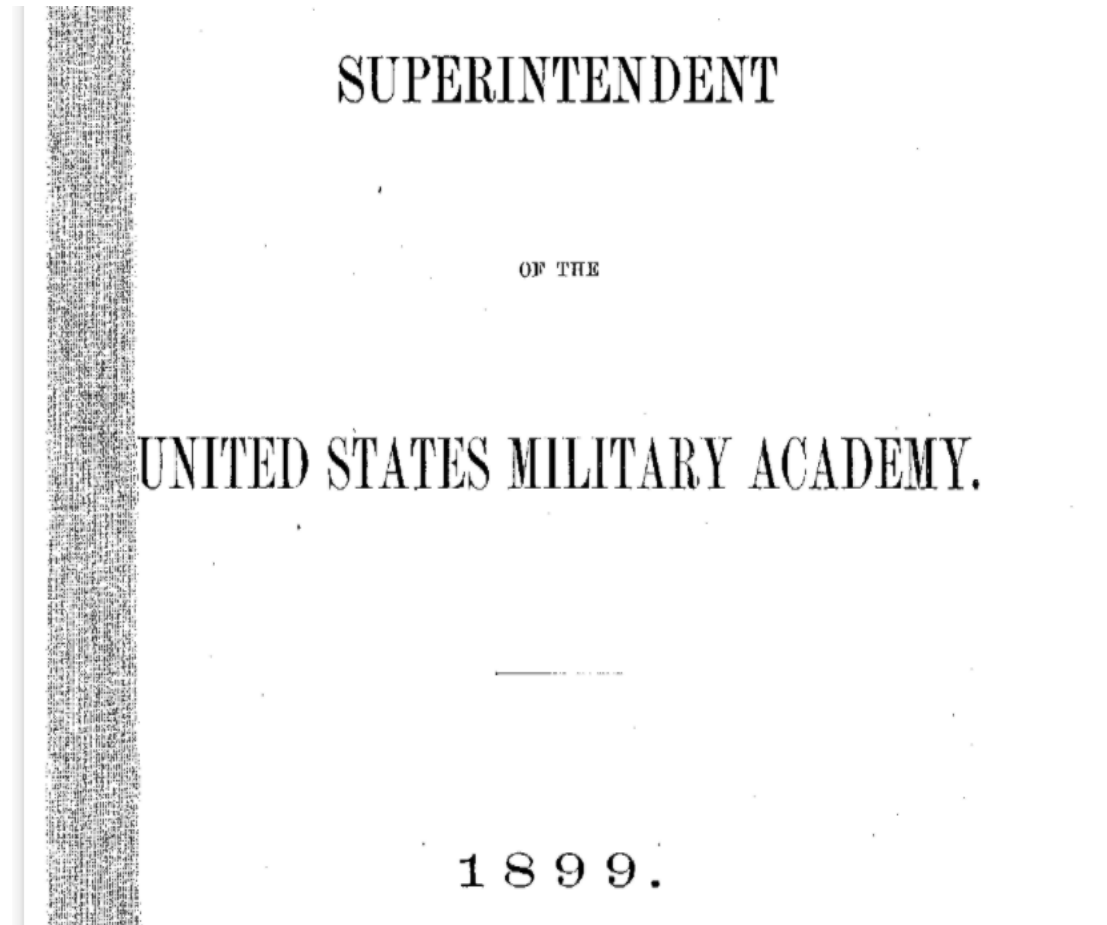 SUPERINTENDENT
OF THE
UNITED STATES MILITARY ACADEMY.
1899.